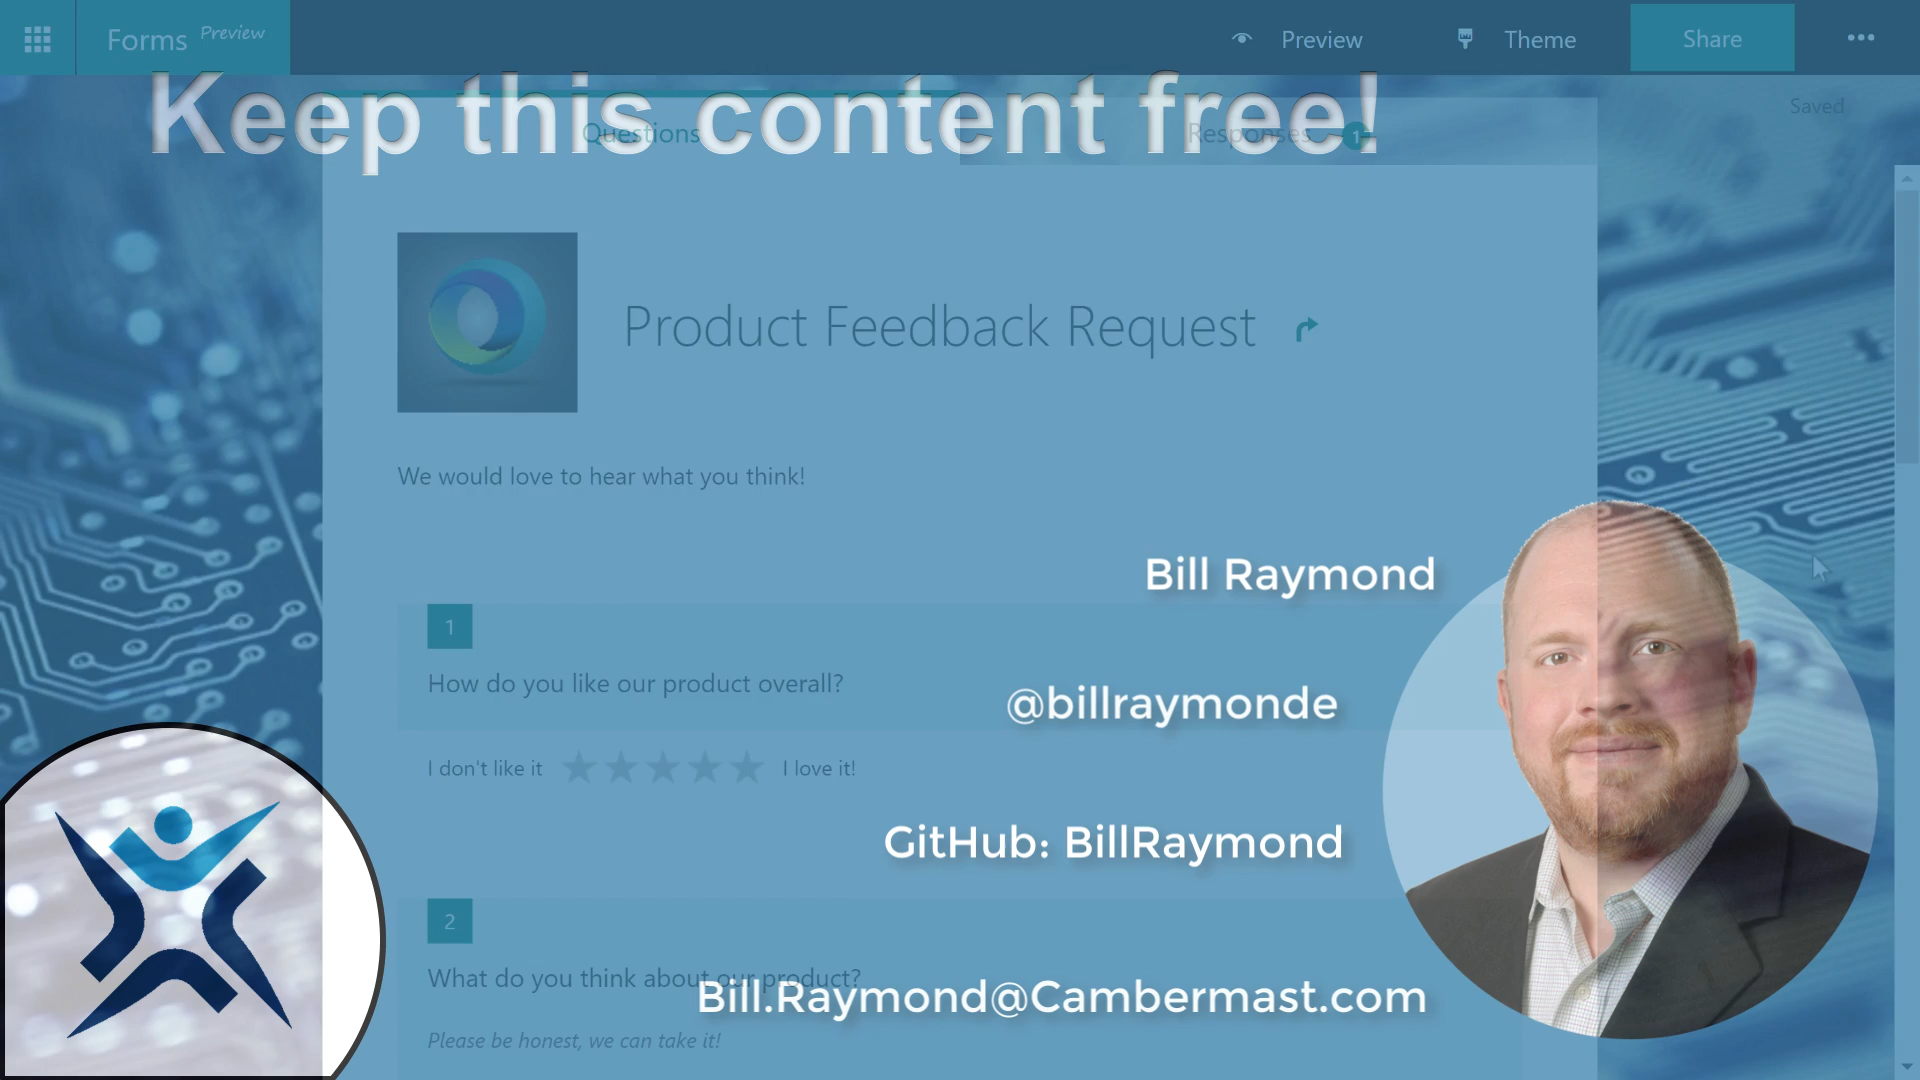 Forms Preview
Preview
Theme
Share
Keep this content free!
Saved
Questions
Responses 1
Product Feedback Request
We would love to hear what you think!
Bill Raymond
1
How do you like our product overall?
@billraymonde
I don't like it
I love it!
GitHub: BillRaymond
2
What do you think about our product?
Bill.Raymond@Cambermast.com
Please be honest, we can take it!